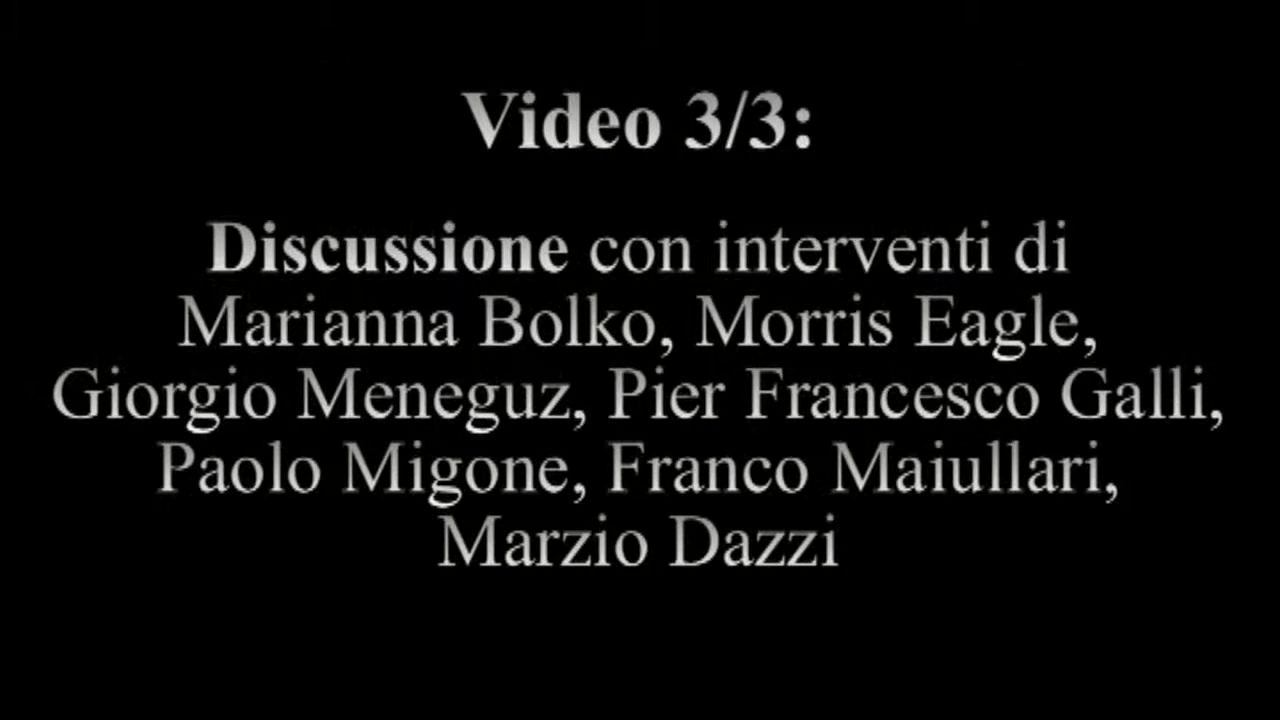 Video 3/3:
Discussione con interventi di
Marianna Bolko, Morris Eagle,
Giorgio Meneguz, Pier Francesco Galli,
Paolo Migone, Franco Maiullari,
Marzio Dazzi